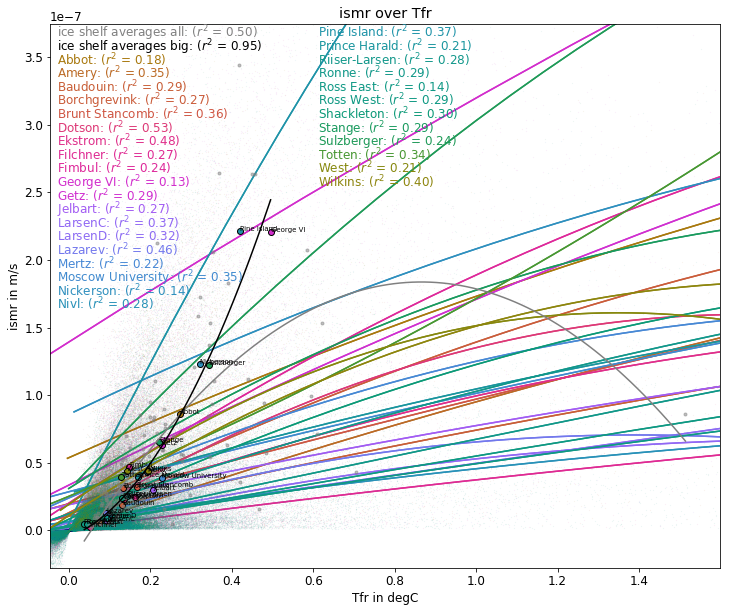 ismr over Tfr
1e−7
ice shelf averages all: (r² = 0.50)
ice shelf averages big: (r² = 0.95)
Abbot: (r² = 0.18)
Amery: (r² = 0.35)
Baudouin: (r² = 0.29)
Borchgrevink: (r² = 0.27)
Brunt Stancomb: (r² = 0.36)
Dotson: (r² = 0.53)
Ekstrom: (r² = 0.48)
Filchner: (r² = 0.27)
Fimbul: (r² = 0.24)
George VI: (r² = 0.13)
Getz: (r² = 0.29)
Jelbart: (r² = 0.27)
LarsenC: (r² = 0.37)
LarsenD: (r² = 0.32)
Lazarev: (r² = 0.46)
Mertz: (r² = 0.22)
Moscow University: (r² = 0.35)
Nickerson: (r² = 0.14)
Nivl: (r² = 0.28)
Pine Island: (r² = 0.37)
Prince Harald: (r² = 0.21)
Riiser-Larsen: (r² = 0.28)
Ronne: (r² = 0.29)
Ross East: (r² = 0.14)
Ross West: (r² = 0.29)
Shackleton: (r² = 0.30)
Stange: (r² = 0.29)
Sulzberger: (r² = 0.24)
Totten: (r² = 0.34)
West: (r² = 0.21)
Wilkins: (r² = 0.40)
Pine Island
George VI
Abbot
3.5
3.0
2.5
2.0
1.5
1.0
0.5
0.0
ismr in m/s
0.0
0.2
0.4
0.6
0.8
1.0
1.2
1.4
Tfr in degC